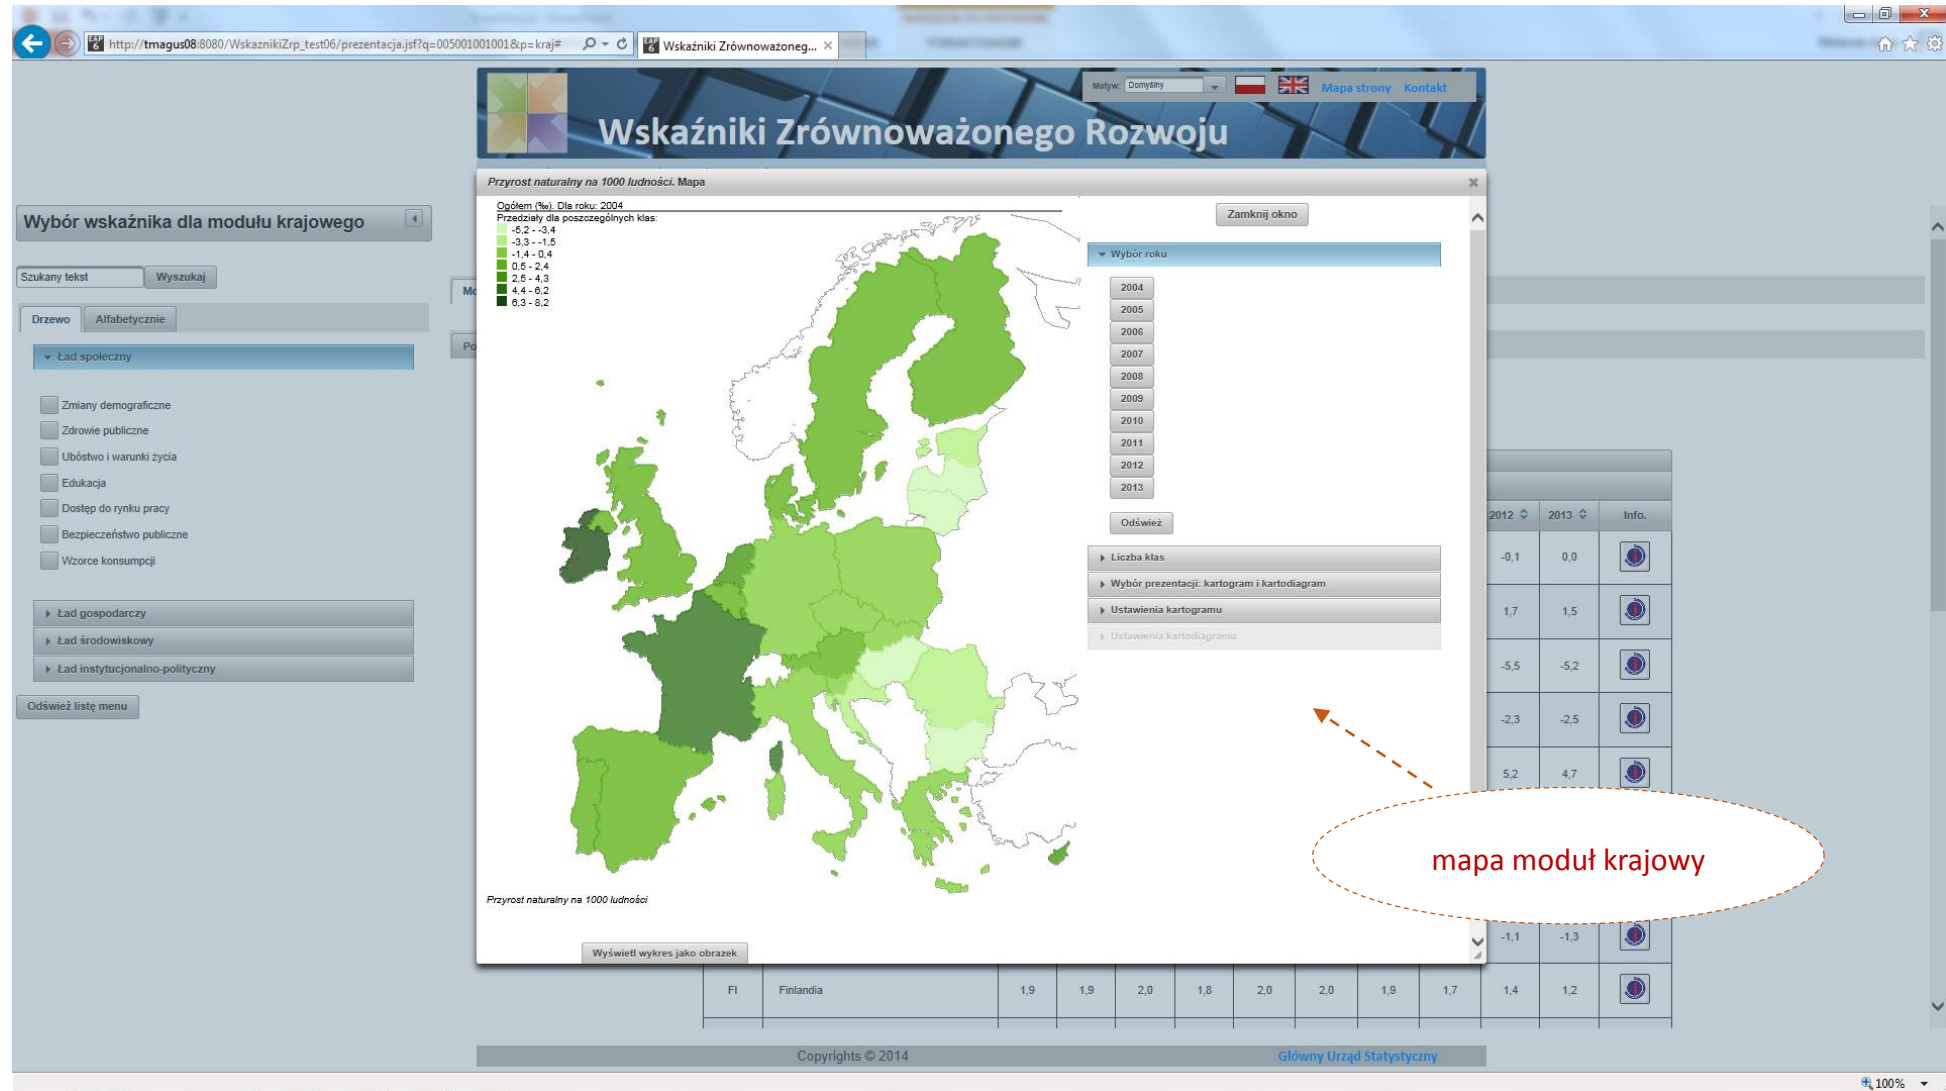 http://tmagus08:8080/WskaznikiZrp_test06/prezentacja.jsf?q=005001001001&p=kraj#
Wskaźniki Zrównoważoneg...
Motyw: Domyślny
Mapa strony Kontakt
Wskaźniki Zrównoważonego Rozwoju
Wybór wskaźnika dla modułu krajowego
Szukany tekst Wyszukaj
Drzewo Alfabetycznie
Ład społeczny
Zmiany demograficzne
Zdrowie publiczne
Ubóstwo i warunki życia
Edukacja
Dostęp do rynku pracy
Bezpieczeństwo publiczne
Wzorce konsumpcji
Ład gospodarczy
Ład środowiskowy
Ład instytucjonalno-polityczny
Odśwież listę menu
Mo
Po
Przyrost naturalny na 1000 ludności. Mapa
Ogółem (‰). Dla roku: 2004
Przedziały dla poszczególnych klas:
-5,2 - -3,4
-3,3 - -1,5
-1,4 - 0,4
0,5 - 2,4
2,5 - 4,3
4,4 - 6,2
6,3 - 8,2
Przyrost naturalny na 1000 ludności
Wyświetl wykres jako obrazek
Zamknij okno
Wybór roku
2004
2005
2006
2007
2008
2009
2010
2011
2012
2013
Odśwież
Liczba klas
Wybór prezentacji: kartogram i kartodiagram
Ustawienia kartogramu
Ustawienia kartodiagramu
2012 2013 Info.
-0,1 0,0
1,7 1,5
-5,5 -5,2
-2,3 -2,5
5,2 4,7
mapa moduł krajowy
-1,1 -1,3
FI Finlandia 1,9 1,9 2,0 1,8 2,0 2,0 1,9 1,7 1,4 1,2
Copyrights © 2014 Główny Urząd Statystyczny
100%